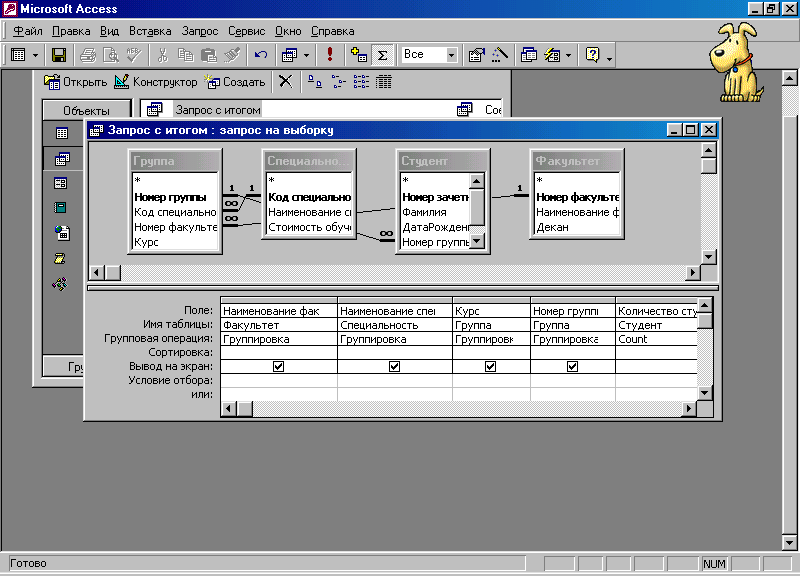 Microsoft Access
Файл Правка Вид Вставка Запрос Сервис Окно Справка
Все
Открыть Конструктор Создать
Объекты Запрос с итогом
Запрос с итогом : запрос на выборку
Группа Специально... Студент Факультет
* * * *
Номер группы Код специально Номер зачетн Номер факульте
Код специально Наименование сп Фамилия Наименование ф
Номер факульте Стоимость обуч ДатаРожден Декан
Курс Номер групп
1 1 1
∞
∞ ∞
Поле: Наименование фак Наименование спе Курс Номер групп Количество сту
Имя таблицы: Факультет Специальность Группа Группа Студент
Групповая операция: Группировка Группировка Группировк Группировка Count
Сортировка:
Вывод на экран:
Условие отбора:
или:
Готово NUM